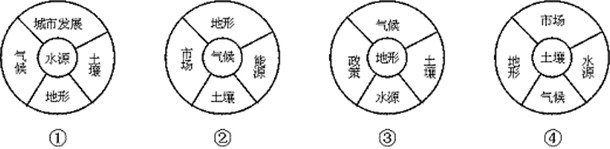 城市发展
气候
水源
土壤
地形
①
地形
市场
气候
能源
土壤
②
气候
政策
地形
土壤
水源
③
市场
地形
土壤
水源
气候
④